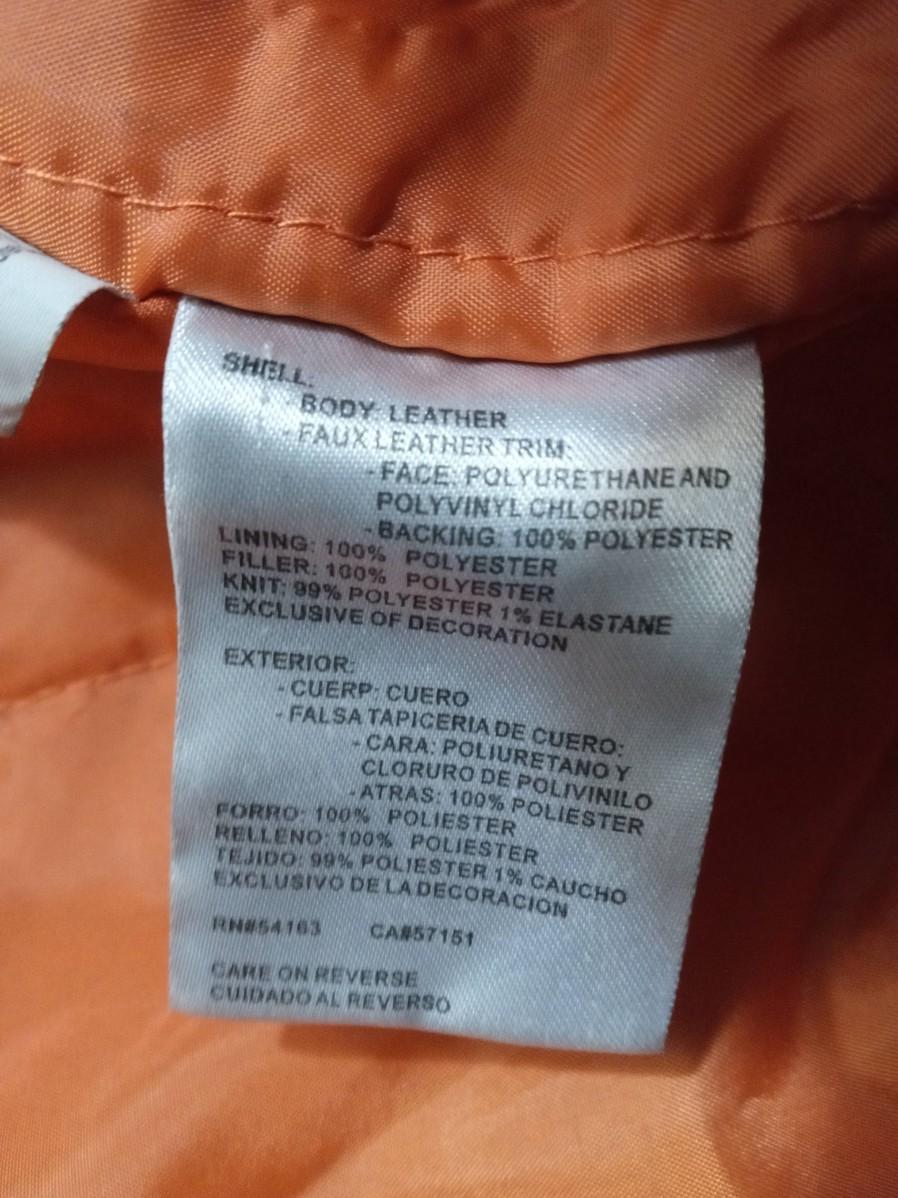 SHELL:
- BODY: LEATHER
- FAUX LEATHER TRIM:
- FACE: POLYURETHANE AND
POLYVINYL CHLORIDE
- BACKING: 100% POLYESTER
LINING: 100% POLYESTER
FILLER: 100% POLYESTER
KNIT: 99% POLYESTER 1% ELASTANE
EXCLUSIVE OF DECORATION
EXTERIOR:
- CUERP: CUERO
- FALSA TAPICERIA DE CUERO:
- CARA: POLIURETANO Y
CLORURO DE POLIVINILO
- ATRAS: 100% POLIESTER
FORRO: 100% POLIESTER
RELLENO: 100% POLIESTER
TEJIDO: 99% POLIESTER 1% CAUCHO
EXCLUSIVO DE LA DECORACION
RN#54163 CA#57151
CARE ON REVERSE
CUIDADO AL REVERSO